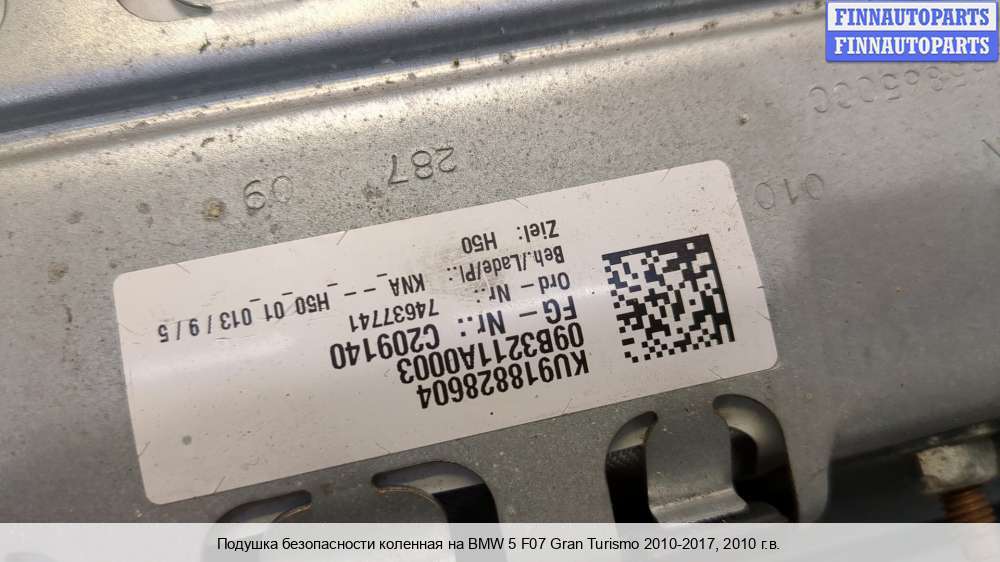 FINNAUTOPARTS
FINNAUTOPARTS
287
09
010
KU918828604
09B3211A0003
FG - Nr.: C209140
Ord - Nr.: 74637741
Beh./Lade/Pl.: KNA_ - - _ H50_01_013 / 9 / 5
Ziel: H50
Подушка безопасности коленная на BMW 5 F07 Gran Turismo 2010-2017, 2010 г.в.